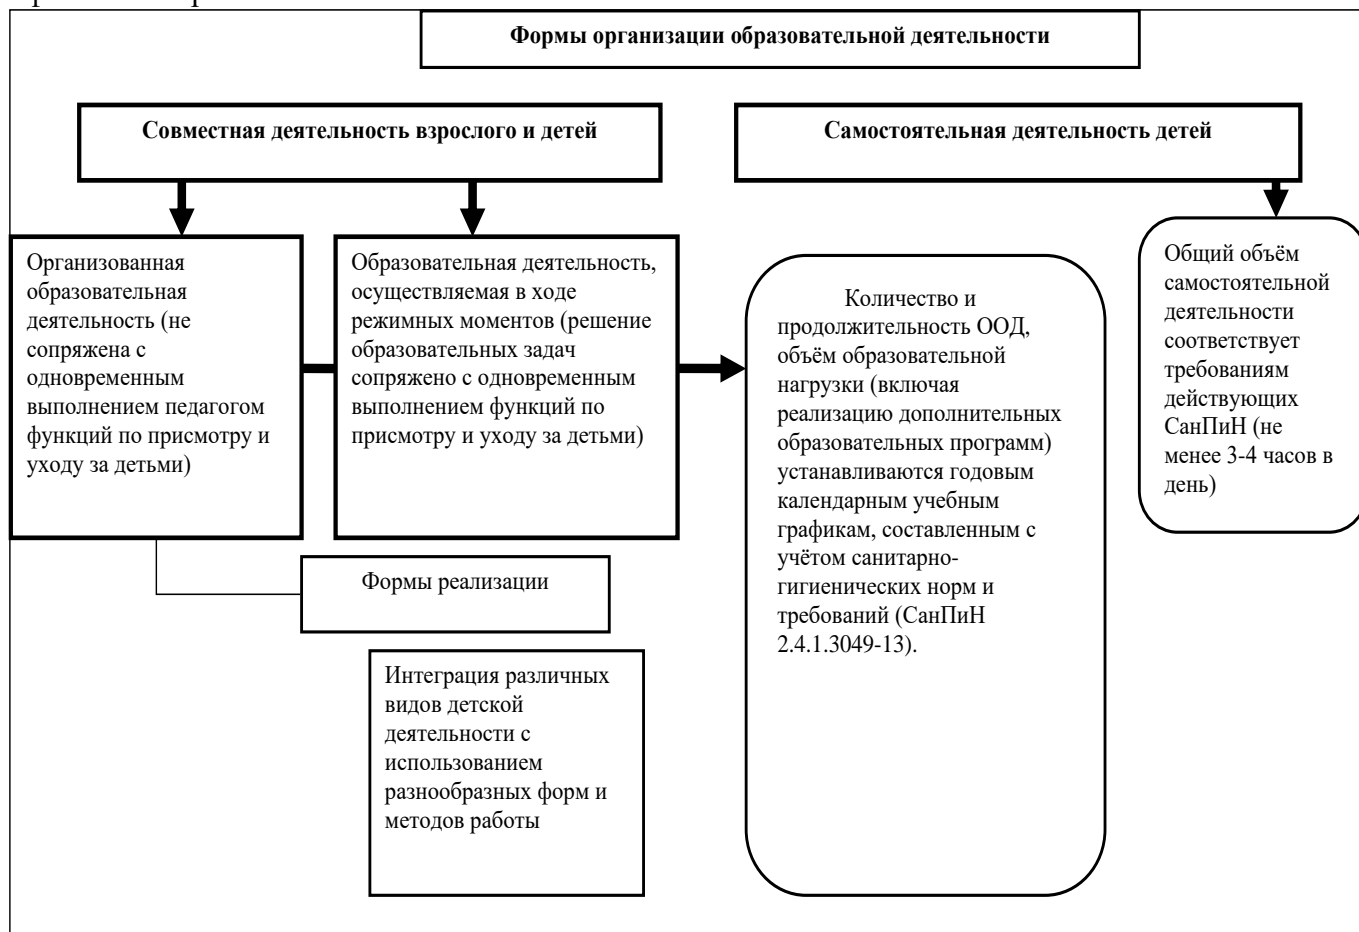 Формы организации образовательной деятельности
Совместная деятельность взрослого и детей
Самостоятельная деятельность детей
Организованная
образовательная
деятельность (не
сопряжена с
одновременным
выполнением педагогом
функций по присмотру и
уходу за детьми)
Образовательная деятельность,
осуществляемая в ходе
режимных моментов (решение
образовательных задач
сопряжено с одновременным
выполнением функций по
присмотру и уходу за детьми)
Количество и
продолжительность ООД,
объём образовательной
нагрузки (включая
реализацию дополнительных
образовательных программ)
устанавливаются годовым
календарным учебным
графикам, составленным с
учётом санитарно-
гигиенических норм и
требований (СанПиН
2.4.1.3049-13).
Общий объём
самостоятельной
деятельности
соответствует
требованиям
действующих
СанПиН (не
менее 3-4 часов в
день)
Формы реализации
Интеграция различных
видов детской
деятельности с
использованием
разнообразных форм и
методов работы